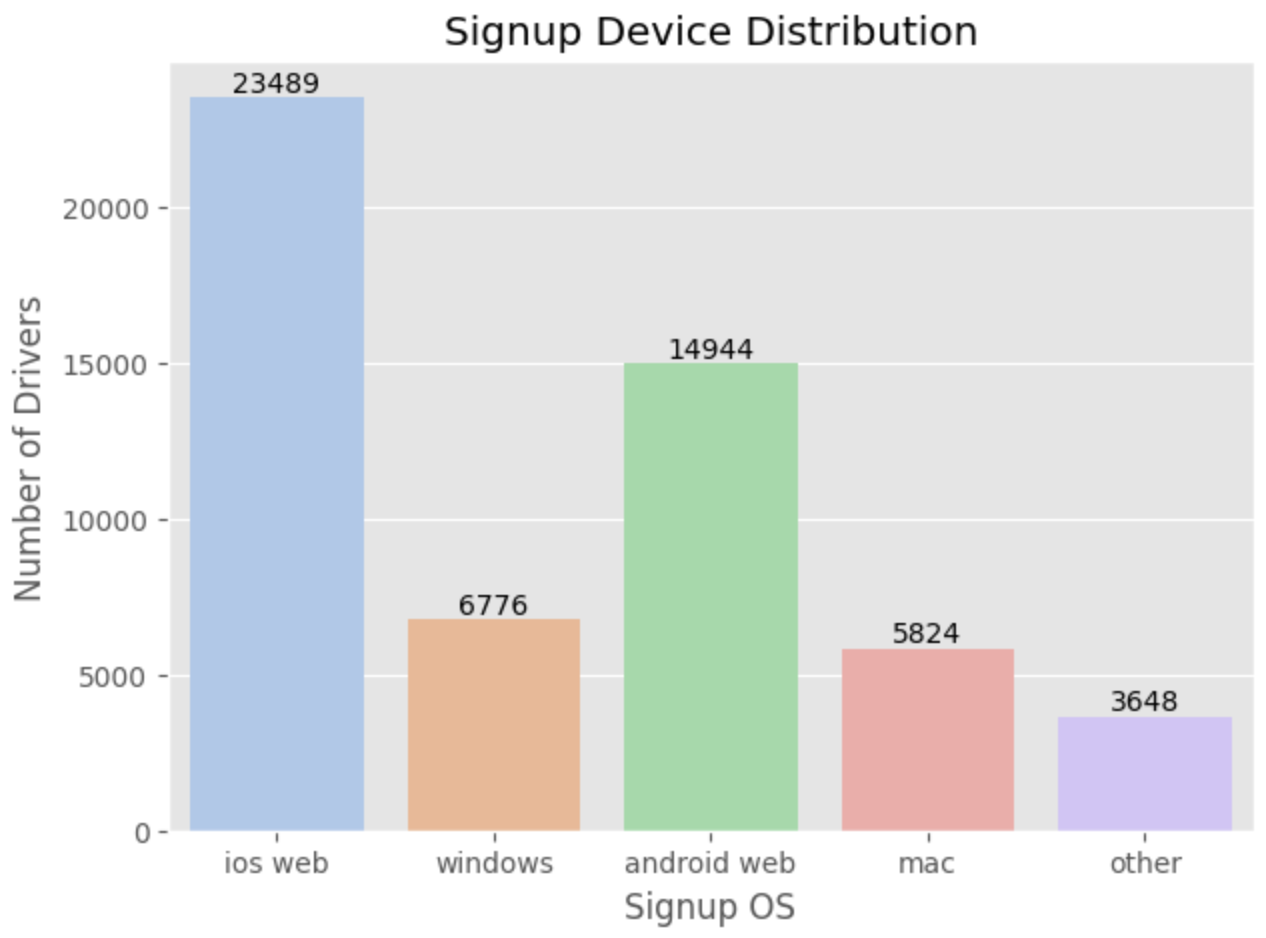 Signup Device Distribution
23489
20000
14944
15000
Number of Drivers
10000
6776
5824
5000
3648
0
ios web
windows
android web
mac
other
Signup OS